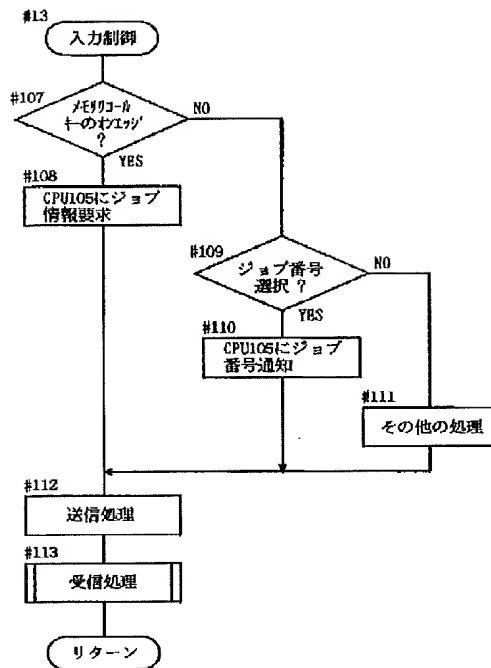 #13
入力制御
#107
メモリリコール
キーのオンエッジ
?
NO
YES
#108
CPU105にジョブ
情報要求
#109
ジョブ番号
選択 ?
NO
YES
#110
CPU105にジョブ
番号通知
#111
その他の処理
#112
送信処理
#113
受信処理
リターン